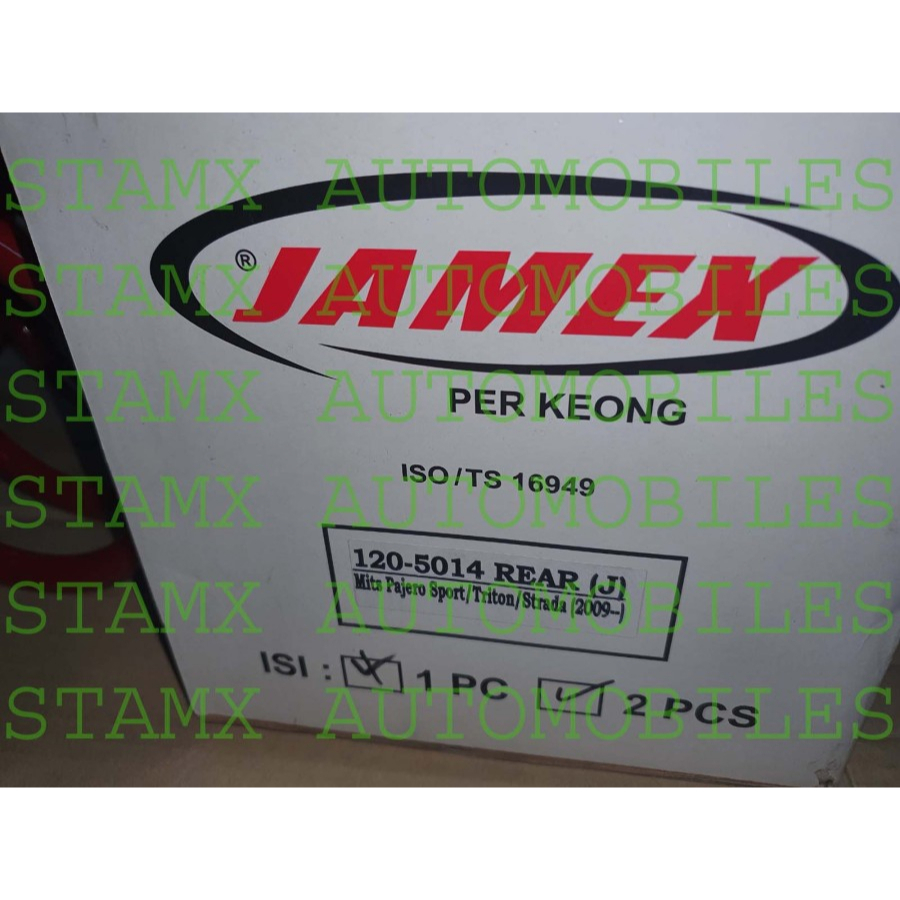 STAMX AUTOMOBILES
STAMX AUTOMOBILES
® JAMEX
STAMX AUTOMOBILES
PER KEONG
ISO/TS 16949
STAMX AUTOMOBILES
120-5014 REAR (J)
Mits Pajero Sport/Triton/Strada (2009--)
STAMX AUTOMOBILES
ISI : 1 PC 2 PCS
STAMX AUTOMOBILES